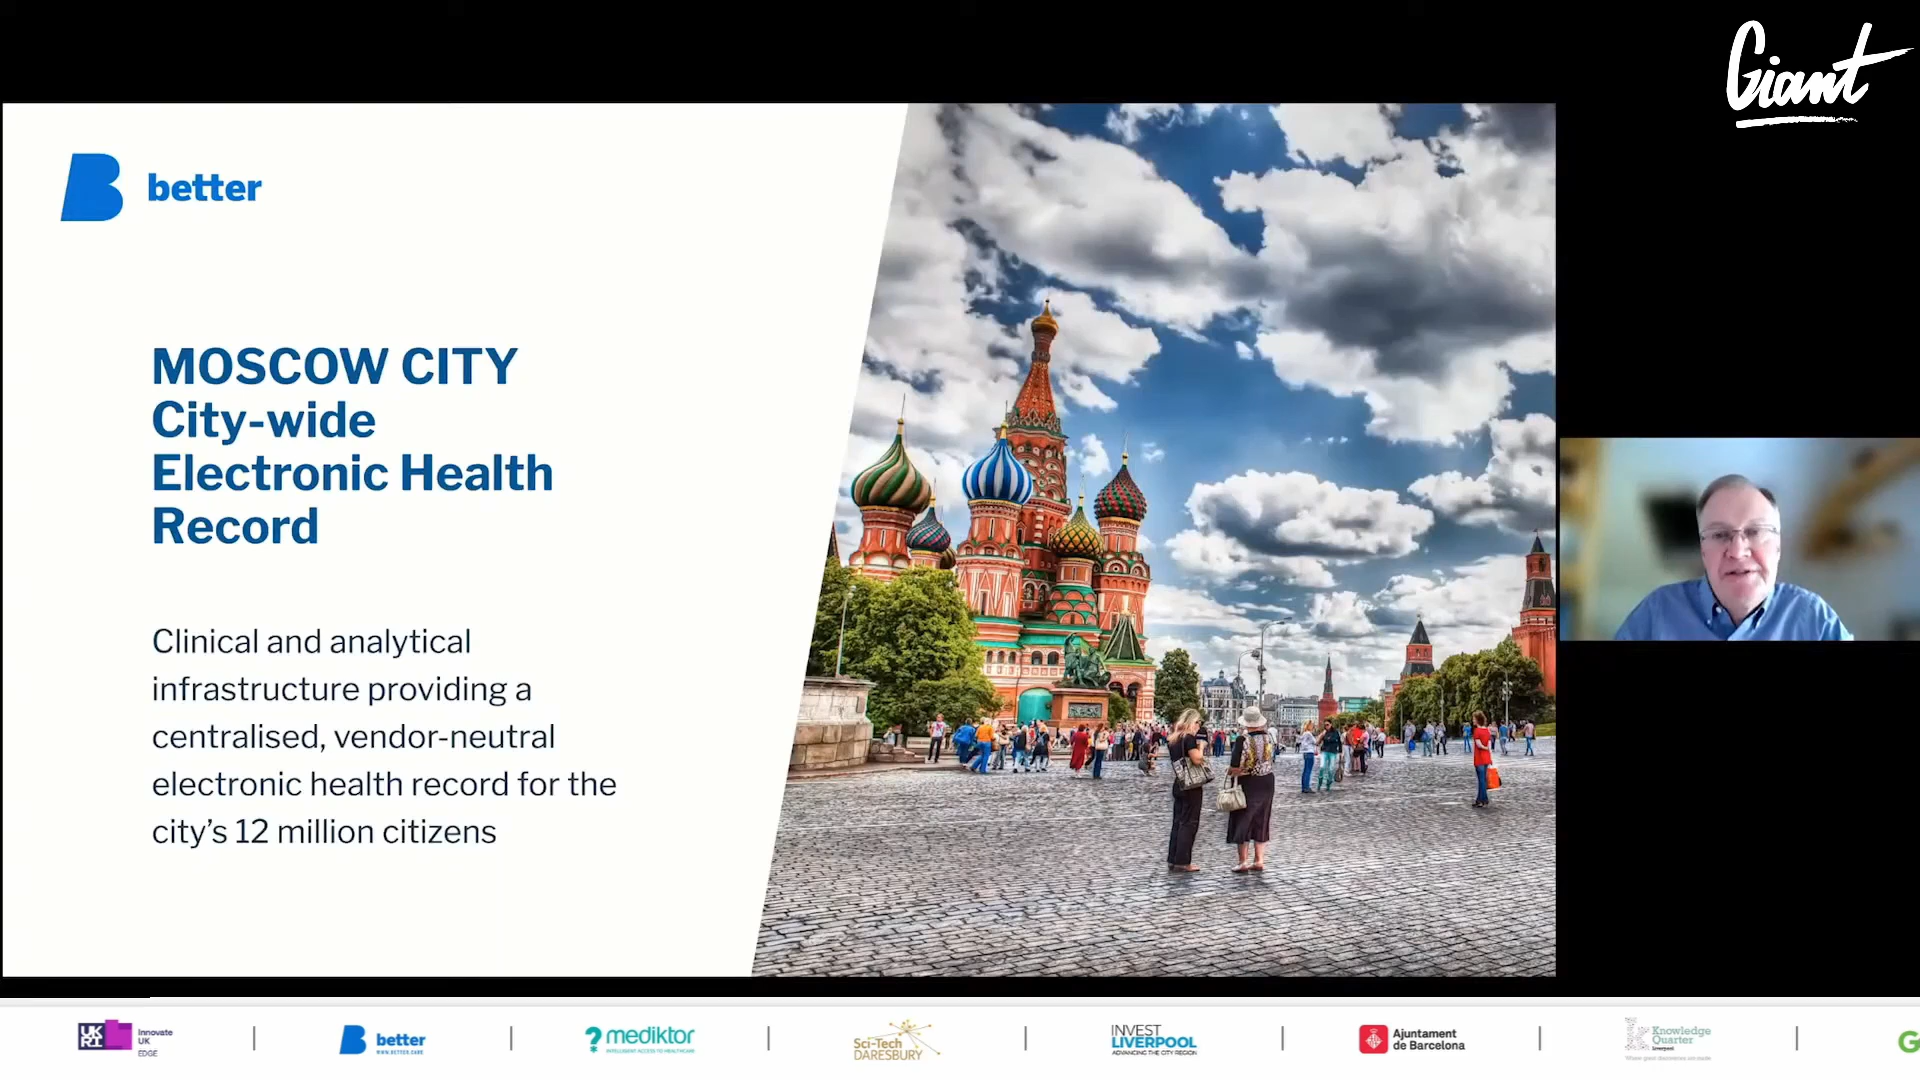 Giant
better
MOSCOW CITY
City-wide
Electronic Health
Record
Clinical and analytical
infrastructure providing a
centralised, vendor-neutral
electronic health record for the
city's 12 million citizens
UKRI
Innovate
UK
EDGE
better
WWW.BETTER.CARE
mediktor
INTELLIGENT ACCESS TO HEALTHCARE
Sci-Tech
DARESBURY
INVEST
LIVERPOOL
ADVANCING THE CITY REGION
Ajuntament
de Barcelona
Knowledge
Quarter
Liverpool
G